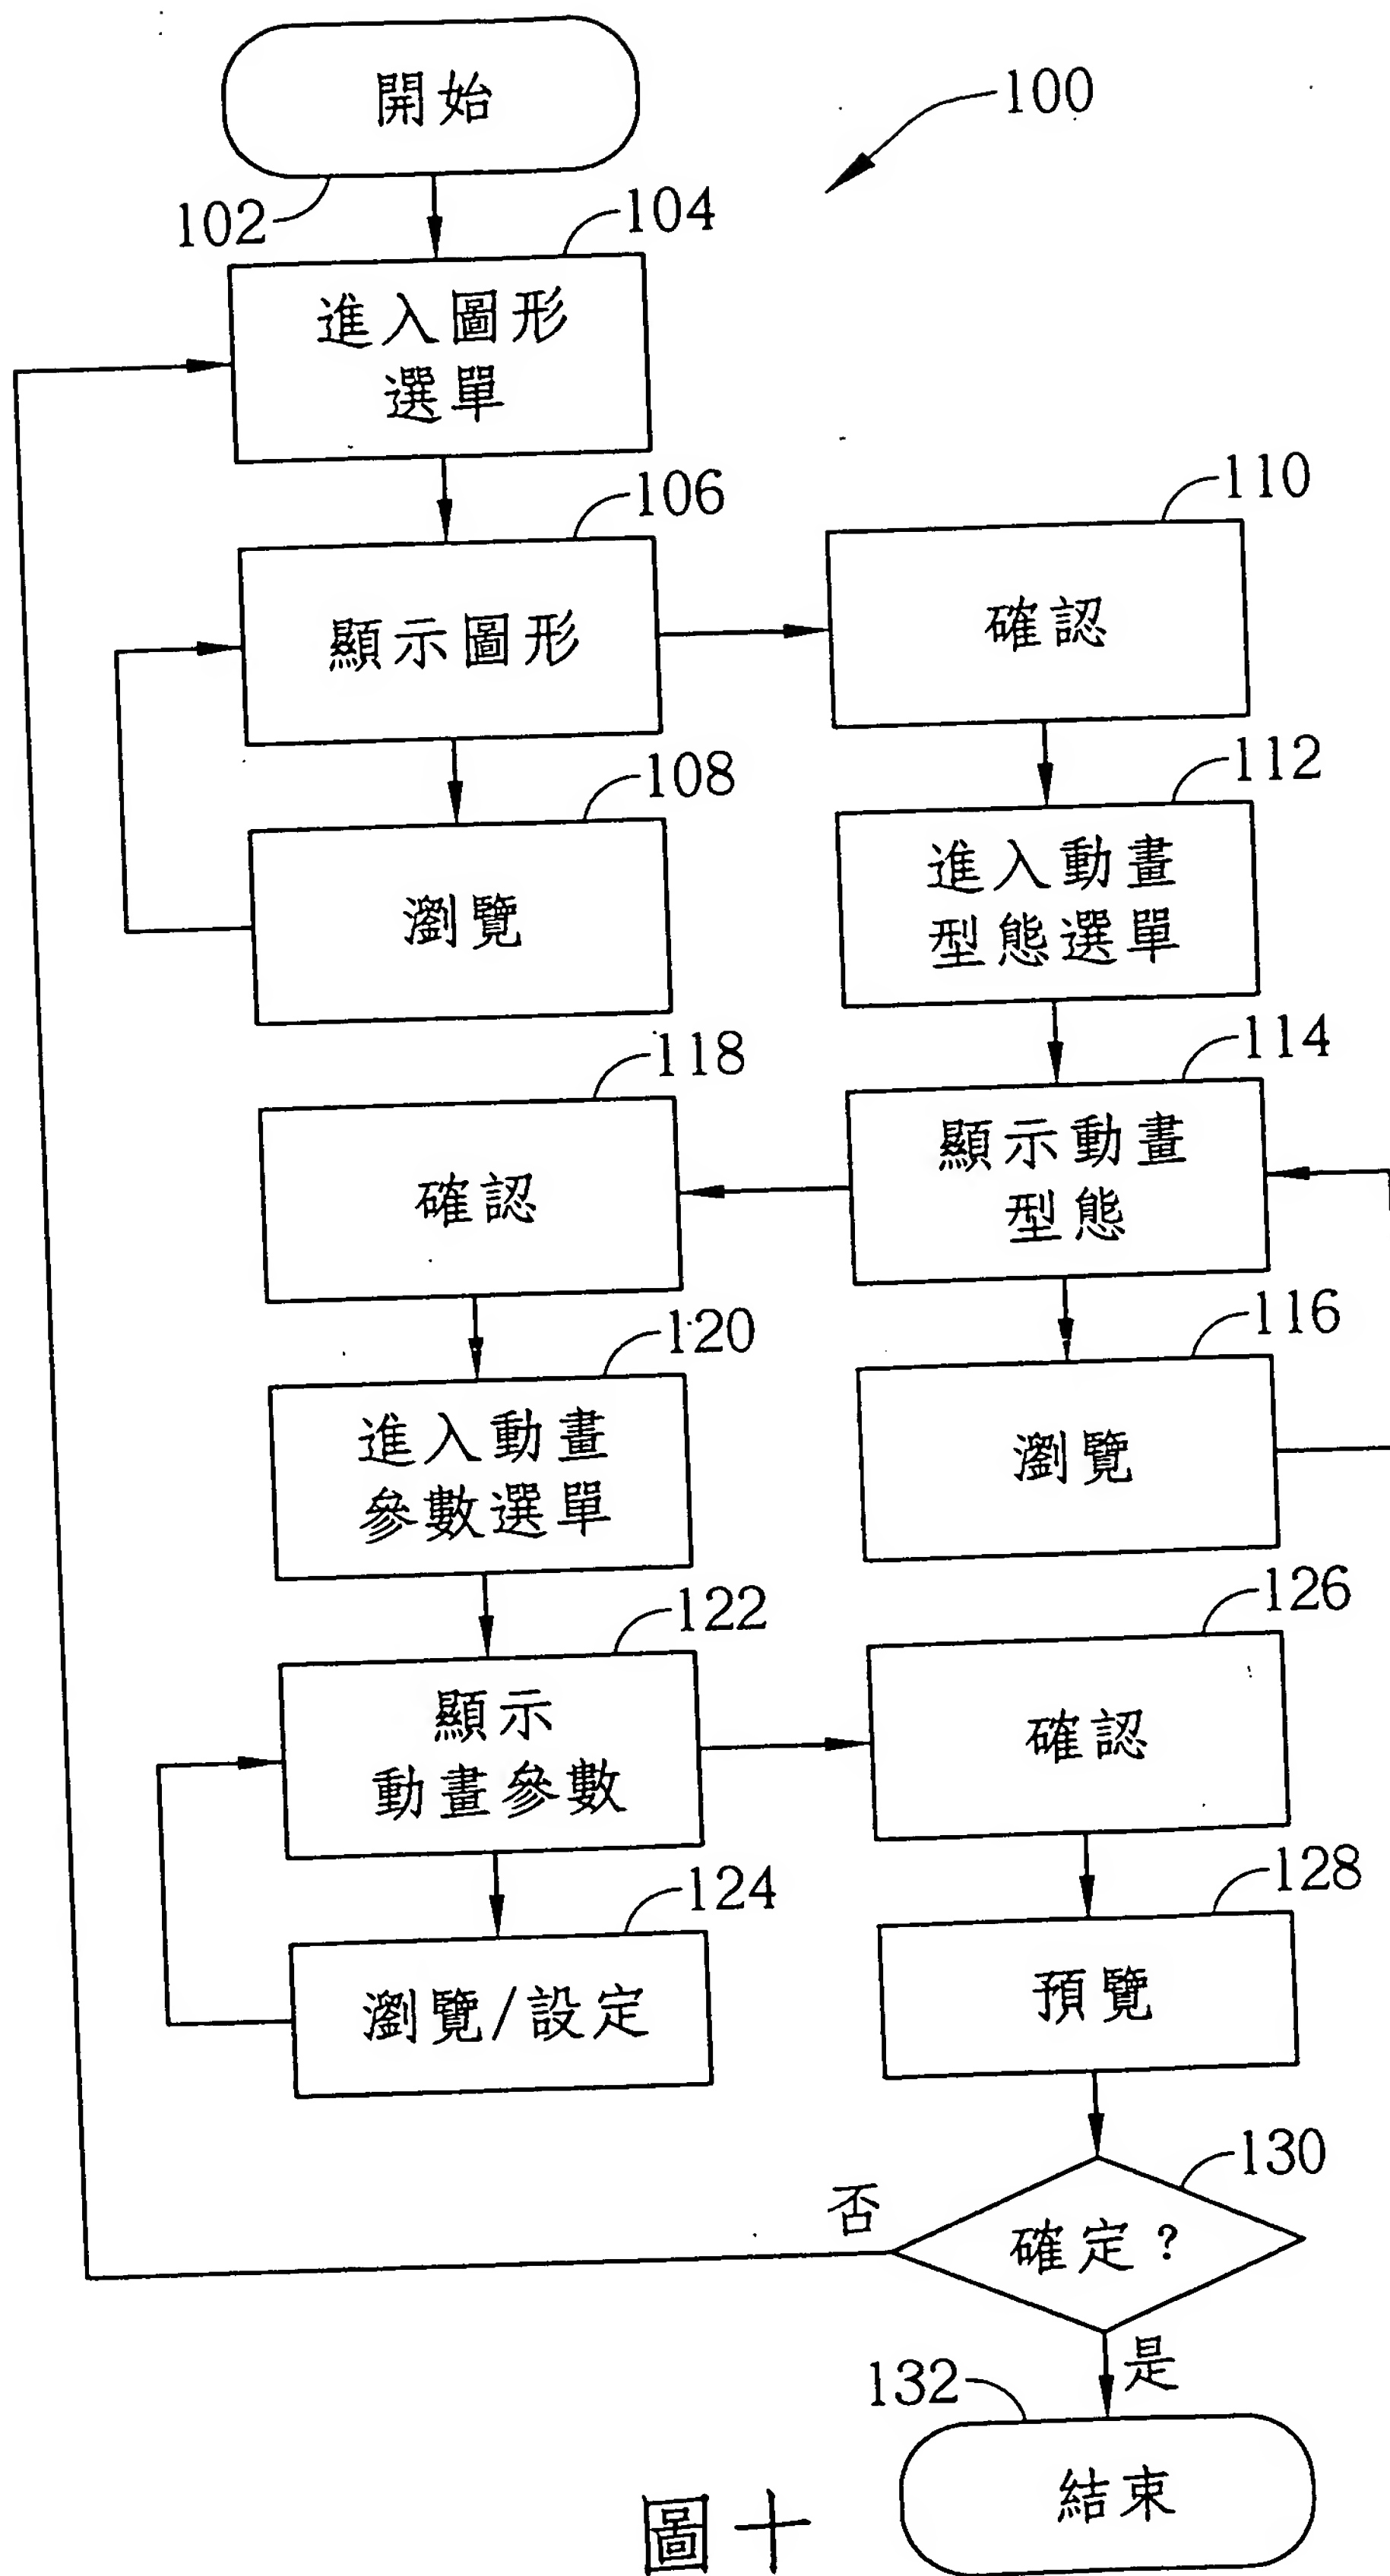 開始
100
102
104
進入圖形
選單
106
110
顯示圖形
確認
108
112
瀏覽
進入動畫
型態選單
118
114
確認
顯示動畫
型態
120
116
進入動畫
參數選單
瀏覽
122
126
顯示
動畫參數
確認
124
128
瀏覽/設定
預覽
130
否
確定?
是
132
結束
圖十